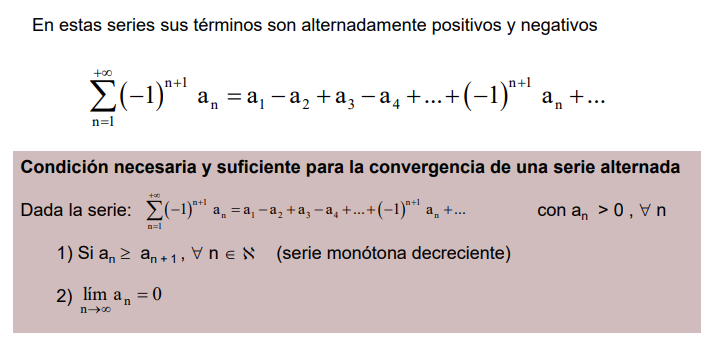 En estas series sus términos son alternadamente positivos y negativos
+∞
∑(−1)ⁿ⁺¹ aₙ = a₁ − a₂ + a₃ − a₄ + ... + (−1)ⁿ⁺¹ aₙ + ...
n=1
Condición necesaria y suficiente para la convergencia de una serie alternada
Dada la serie: +∞ ∑ n=1 (−1)ⁿ⁺¹ aₙ = a₁ − a₂ + a₃ − a₄ + ... + (−1)ⁿ⁺¹ aₙ + ... con aₙ > 0 , ∀ n
1) Si aₙ ≥ aₙ₊₁ , ∀ n ∈ ℵ (serie monótona decreciente)
2) lím aₙ = 0
n→∞